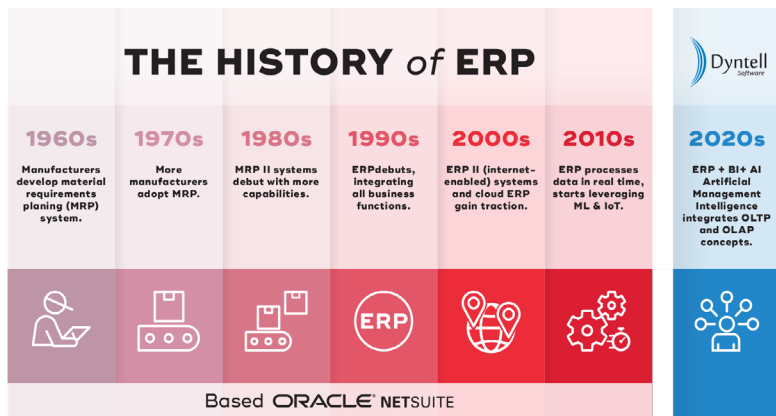 THE HISTORY of ERP
Dyntell
Software
1960s
Manufacturers
develop material
requirements
planing (MRP)
system.
1970s
More
manufacturers
adopt MRP.
1980s
MRP II systems
debut with more
capabilities.
1990s
ERPdebuts,
integrating
all business
functions.
2000s
ERP II (internet-
enabled) systems
and cloud ERP
gain traction.
2010s
ERP processes
data in real time,
starts leveraging
ML & IoT.
2020s
ERP + BI+ AI
Artificial
Management
Intelligence
integrates OLTP
and OLAP
concepts.
ERP
Based ORACLE® NETSUITE